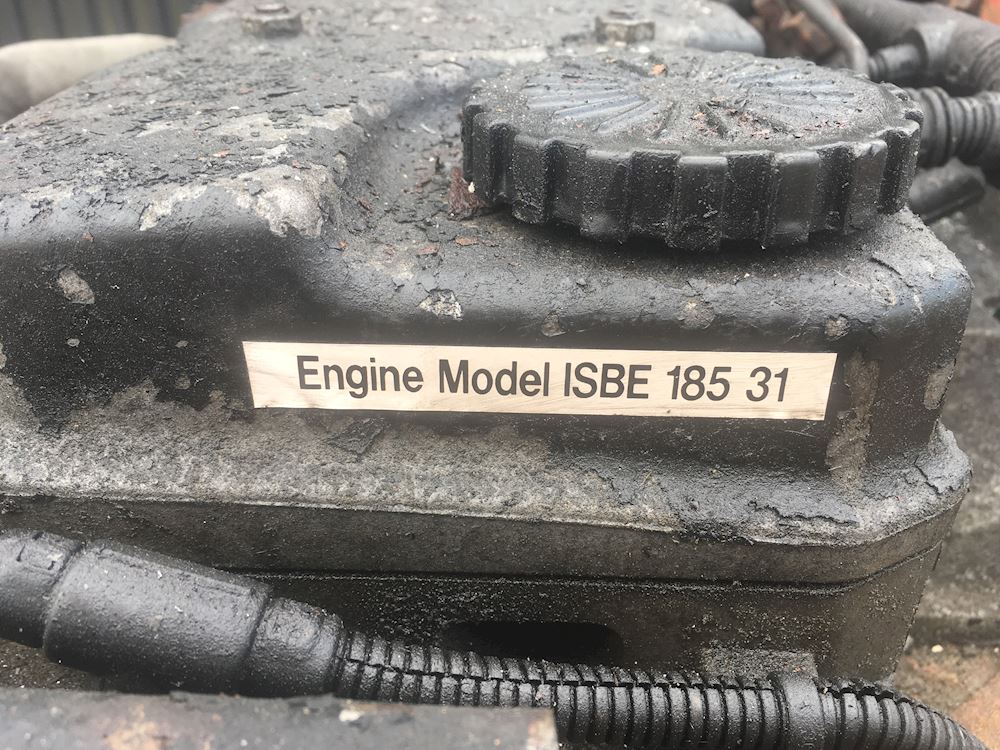 Engine Model ISBE 185 31